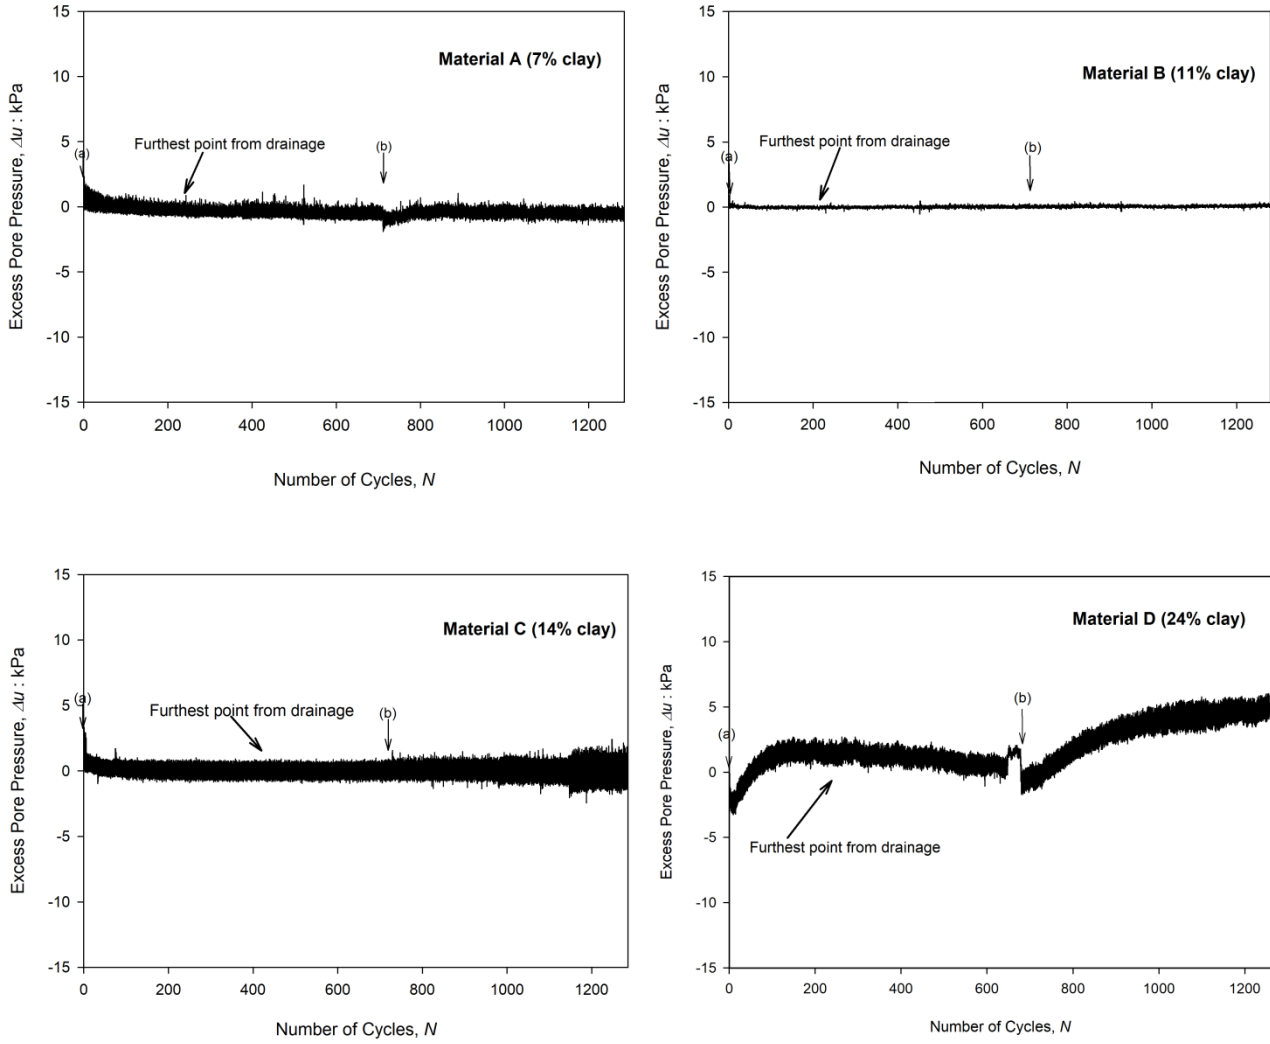 Material A (7% clay)
Excess Pore Pressure, Δu : kPa
15
10
5
0
-5
-10
-15
(a)
Furthest point from drainage
(b)
0 200 400 600 800 1000 1200
Number of Cycles, N
Material B (11% clay)
Excess Pore Pressure, Δu : kPa
15
10
5
0
-5
-10
-15
(a)
Furthest point from drainage
(b)
0 200 400 600 800 1000 1200
Number of Cycles, N
Material C (14% clay)
Excess Pore Pressure, Δu : kPa
15
10
5
0
-5
-10
-15
(a)
Furthest point from drainage
(b)
0 200 400 600 800 1000 1200
Number of Cycles, N
Material D (24% clay)
Excess Pore Pressure, Δu : kPa
15
10
5
0
-5
-10
-15
(a)
(b)
Furthest point from drainage
0 200 400 600 800 1000 1200
Number of Cycles, N